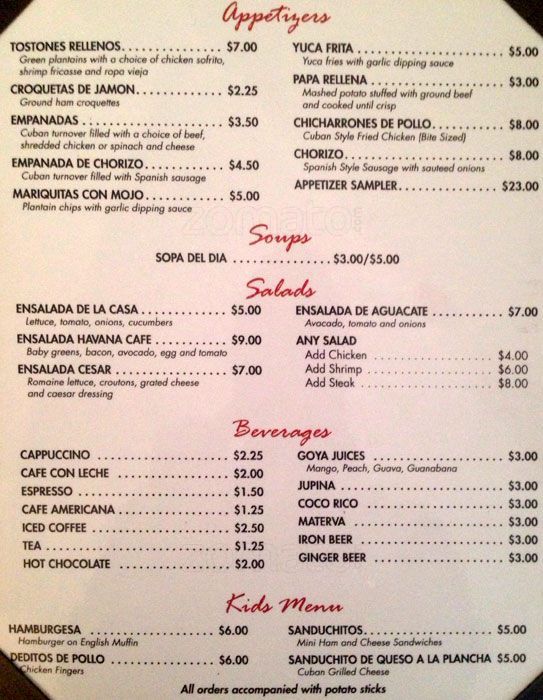 Appetizers
TOSTONES RELLENOS. . . . . . . . . . . . . $7.00
Green plantains with a choice of chicken sofrito,
shrimp fricasse and ropa vieja
CROQUETAS DE JAMON. . . . . . . . . . . . $2.25
Ground ham croquettes
EMPANADAS . . . . . . . . . . . . . . . . . . . . . $3.50
Cuban turnover filled with a choice of beef,
shredded chicken or spinach and cheese
EMPANADA DE CHORIZO. . . . . . . . . . . $4.50
Cuban turnover filled with Spanish sausage
MARIQUITAS CON MOJO. . . . . . . . . . . $5.00
Plantain chips with garlic dipping sauce
YUCA FRITA . . . . . . . . . . . . . . . . . . . . $5.00
Yuca fries with garlic dipping sauce
PAPA RELLENA . . . . . . . . . . . . . . . . . . $3.00
Mashed potato stuffed with ground beef
and cooked until crisp
CHICHARRONES DE POLLO. . . . . . . . . . $8.00
Cuban Style Fried Chicken (Bite Sized)
CHORIZO. . . . . . . . . . . . . . . . . . . . . . $8.00
Spanish Style Sausage with sauteed onions
APPETIZER SAMPLER. . . . . . . . . . . . . . $23.00
zomato.com
Soups
SOPA DEL DIA . . . . . . . . . . . . . . . $3.00/$5.00
Salads
ENSALADA DE LA CASA . . . . . . . . . . . . $5.00
Lettuce, tomato, onions, cucumbers
ENSALADA HAVANA CAFE . . . . . . . . . . . $9.00
Baby greens, bacon, avocado, egg and tomato
ENSALADA CESAR . . . . . . . . . . . . . . . . $7.00
Romaine lettuce, croutons, grated cheese
and caesar dressing
ENSALADA DE AGUACATE . . . . . . . . . . $7.00
Avocado, tomato and onions
ANY SALAD
Add Chicken . . . . . . . . . . . . . . . . . . $4.00
Add Shrimp . . . . . . . . . . . . . . . . . . . $6.00
Add Steak . . . . . . . . . . . . . . . . . . . . $8.00
Beverages
CAPPUCCINO . . . . . . . . . . . . . . . . . . . $2.25
CAFE CON LECHE . . . . . . . . . . . . . . . . $2.00
ESPRESSO . . . . . . . . . . . . . . . . . . . . . $1.50
CAFE AMERICANA . . . . . . . . . . . . . . . . $1.25
ICED COFFEE . . . . . . . . . . . . . . . . . . . $2.50
TEA . . . . . . . . . . . . . . . . . . . . . . . . . . $1.25
HOT CHOCOLATE . . . . . . . . . . . . . . . . $2.00
GOYA JUICES . . . . . . . . . . . . . . . . . . . $3.00
Mango, Peach, Guava, Guanabana
JUPINA . . . . . . . . . . . . . . . . . . . . . . . $3.00
COCO RICO . . . . . . . . . . . . . . . . . . . . $3.00
MATERVA . . . . . . . . . . . . . . . . . . . . . . $3.00
IRON BEER . . . . . . . . . . . . . . . . . . . . $3.00
GINGER BEER . . . . . . . . . . . . . . . . . . $3.00
Kids Menu
HAMBURGESA . . . . . . . . . . . . . . . . . . $6.00
Hamburger on English Muffin
DEDITOS DE POLLO . . . . . . . . . . . . . . . $6.00
Chicken Fingers
SANDUCHITOS. . . . . . . . . . . . . . . . . . $5.00
Mini Ham and Cheese Sandwiches
SANDUCHITO DE QUESO A LA PLANCHA $5.00
Cuban Grilled Cheese
All orders accompanied with potato sticks